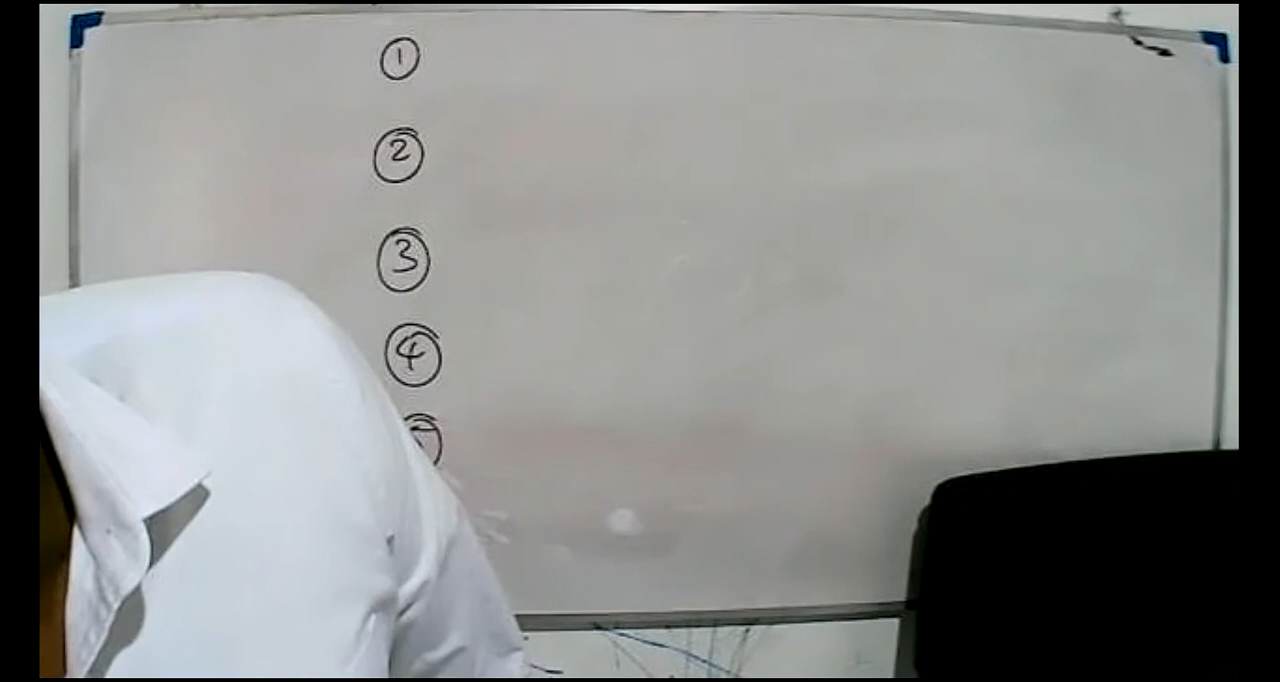 ①
②
③
④